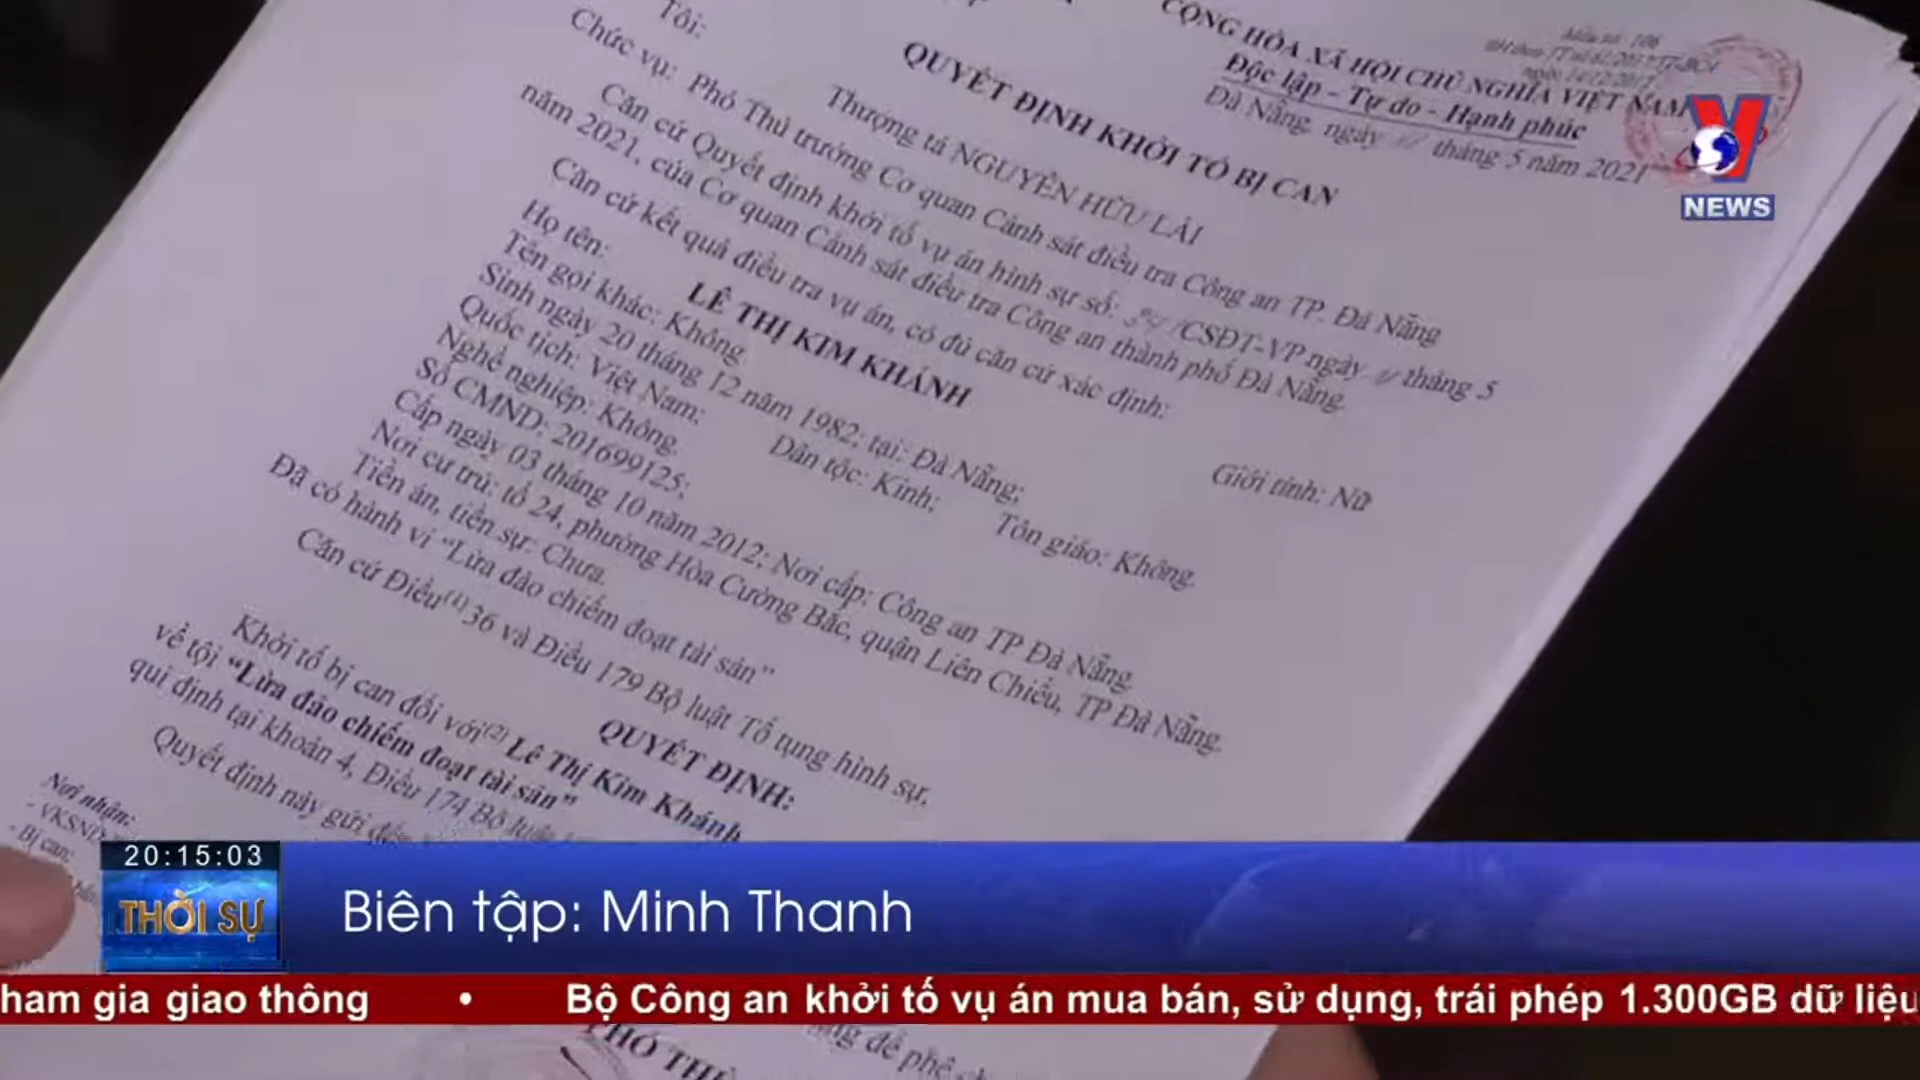 CỘNG HÒA XÃ HỘI CHỦ NGHĨA VIỆT NAM
Độc lập - Tự do - Hạnh phúc
Đà Nẵng, ngày tháng 5 năm 2021
NEWS
QUYẾT ĐỊNH KHỞI TỐ BỊ CAN
Tôi: Thượng tá NGUYỄN HỮU LÀI
Chức vụ: Phó Thủ trưởng Cơ quan Cảnh sát điều tra Công an TP. Đà Nẵng
Căn cứ Quyết định khởi tố vụ án hình sự số: /CSĐT-VP ngày tháng 5
năm 2021, của Cơ quan Cảnh sát điều tra Công an thành phố Đà Nẵng.
Căn cứ kết quả điều tra vụ án, có đủ căn cứ xác định:
Họ tên: LÊ THỊ KIM KHÁNH Giới tính: Nữ
Tên gọi khác: Không.
Sinh ngày 20 tháng 12 năm 1982; tại: Đà Nẵng;
Quốc tịch: Việt Nam; Dân tộc: Kinh; Tôn giáo: Không.
Nghề nghiệp: Không.
Số CMND: 201699125;
Cấp ngày 03 tháng 10 năm 2012; Nơi cấp: Công an TP Đà Nẵng.
Nơi cư trú: tổ 24, phường Hòa Cường Bắc, quận Liên Chiểu, TP Đà Nẵng.
Tiền án, tiền sự: Chưa.
Đã có hành vi "Lừa đảo chiếm đoạt tài sản"
Căn cứ Điều(1) 36 và Điều 179 Bộ luật Tố tụng hình sự,
QUYẾT ĐỊNH:
Khởi tố bị can đối với(2) Lê Thị Kim Khánh
về tội "Lừa đảo chiếm đoạt tài sản"
qui định tại khoản 4, Điều 174 Bộ luật
Quyết định này gửi đến
Nơi nhận:
- VKSND
- Bị can;
20:15:03
THỜI SỰ
Biên tập: Minh Thanh
ham gia giao thông • Bộ Công an khởi tố vụ án mua bán, sử dụng, trái phép 1.300GB dữ liệu
để phê
PHÓ